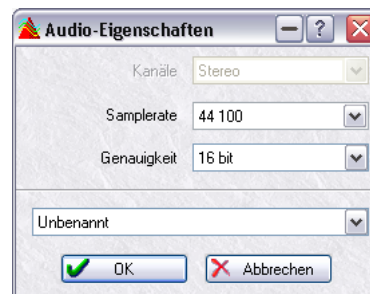 Audio-Eigenschaften
Kanäle Stereo
Samplerate 44 100
Genauigkeit 16 bit
Unbenannt
OK Abbrechen